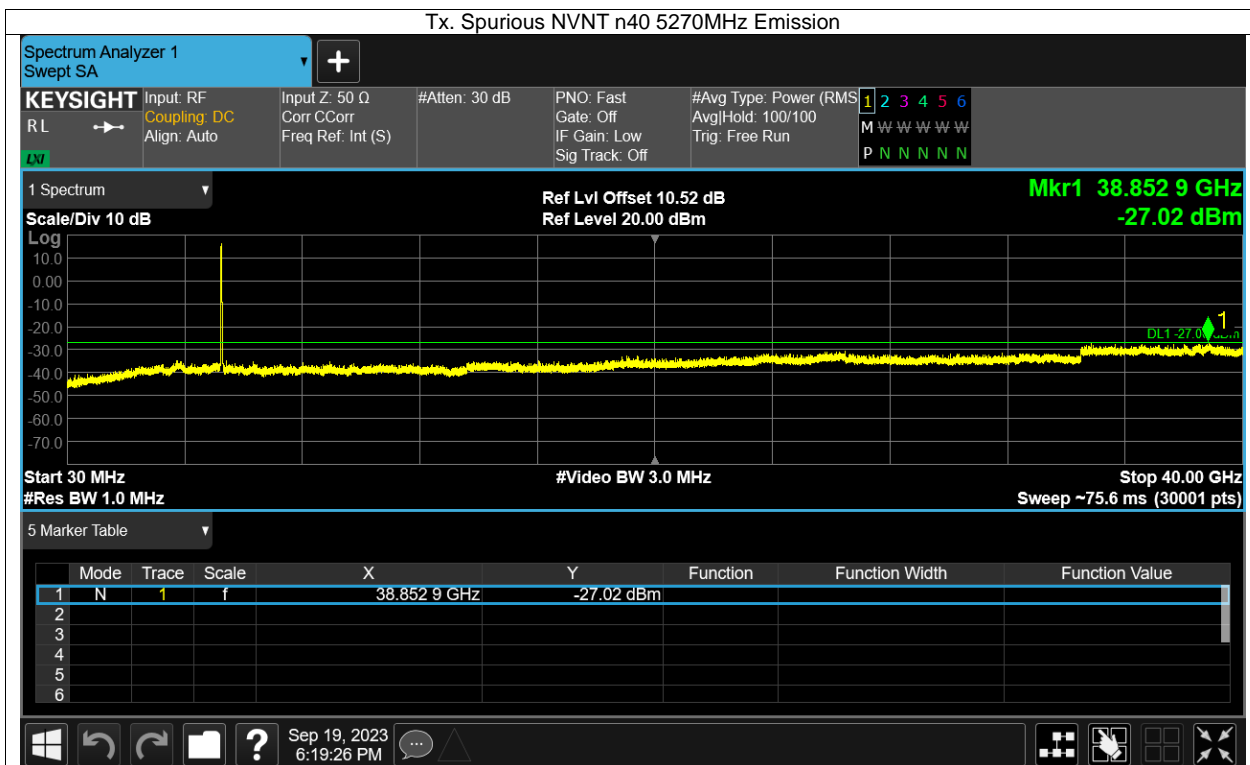 Tx. Spurious NVNT n40 5270MHz Emission
Spectrum Analyzer 1
Swept SA
+
KEYSIGHT Input: RF Input Z: 50 Ω #Atten: 30 dB PNO: Fast #Avg Type: Power (RMS 1 2 3 4 5 6
RL Coupling: DC Corr CCorr Gate: Off Avg|Hold: 100/100 M W W W W W
Align: Auto Freq Ref: Int (S) IF Gain: Low Trig: Free Run
LXI Sig Track: Off P N N N N N
1 Spectrum Ref Lvl Offset 10.52 dB Mkr1 38.852 9 GHz
Scale/Div 10 dB Ref Level 20.00 dBm -27.02 dBm
Log
10.0
0.00
-10.0
-20.0
1
DL1 -27.0
-30.0
-40.0
-50.0
-60.0
-70.0
Start 30 MHz #Video BW 3.0 MHz Stop 40.00 GHz
#Res BW 1.0 MHz Sweep ~75.6 ms (30001 pts)
5 Marker Table
Mode Trace Scale X Y Function Function Width Function Value
1 N 1 f 38.852 9 GHz -27.02 dBm
2
3
4
5
6
? Sep 19, 2023
6:19:26 PM